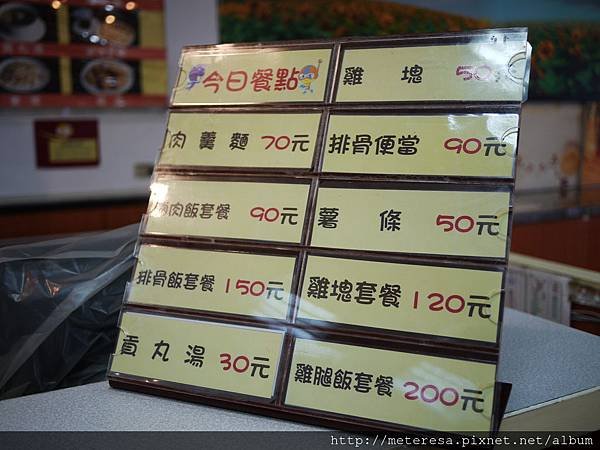 今日餐點
雞塊 50元
肉羹麵 70元
排骨便當 90元
肉飯套餐 90元
薯條 50元
排骨飯套餐 150元
雞塊套餐 120元
貢丸湯 30元
雞腿飯套餐 200元
http://meteresa.pixnet.net/album